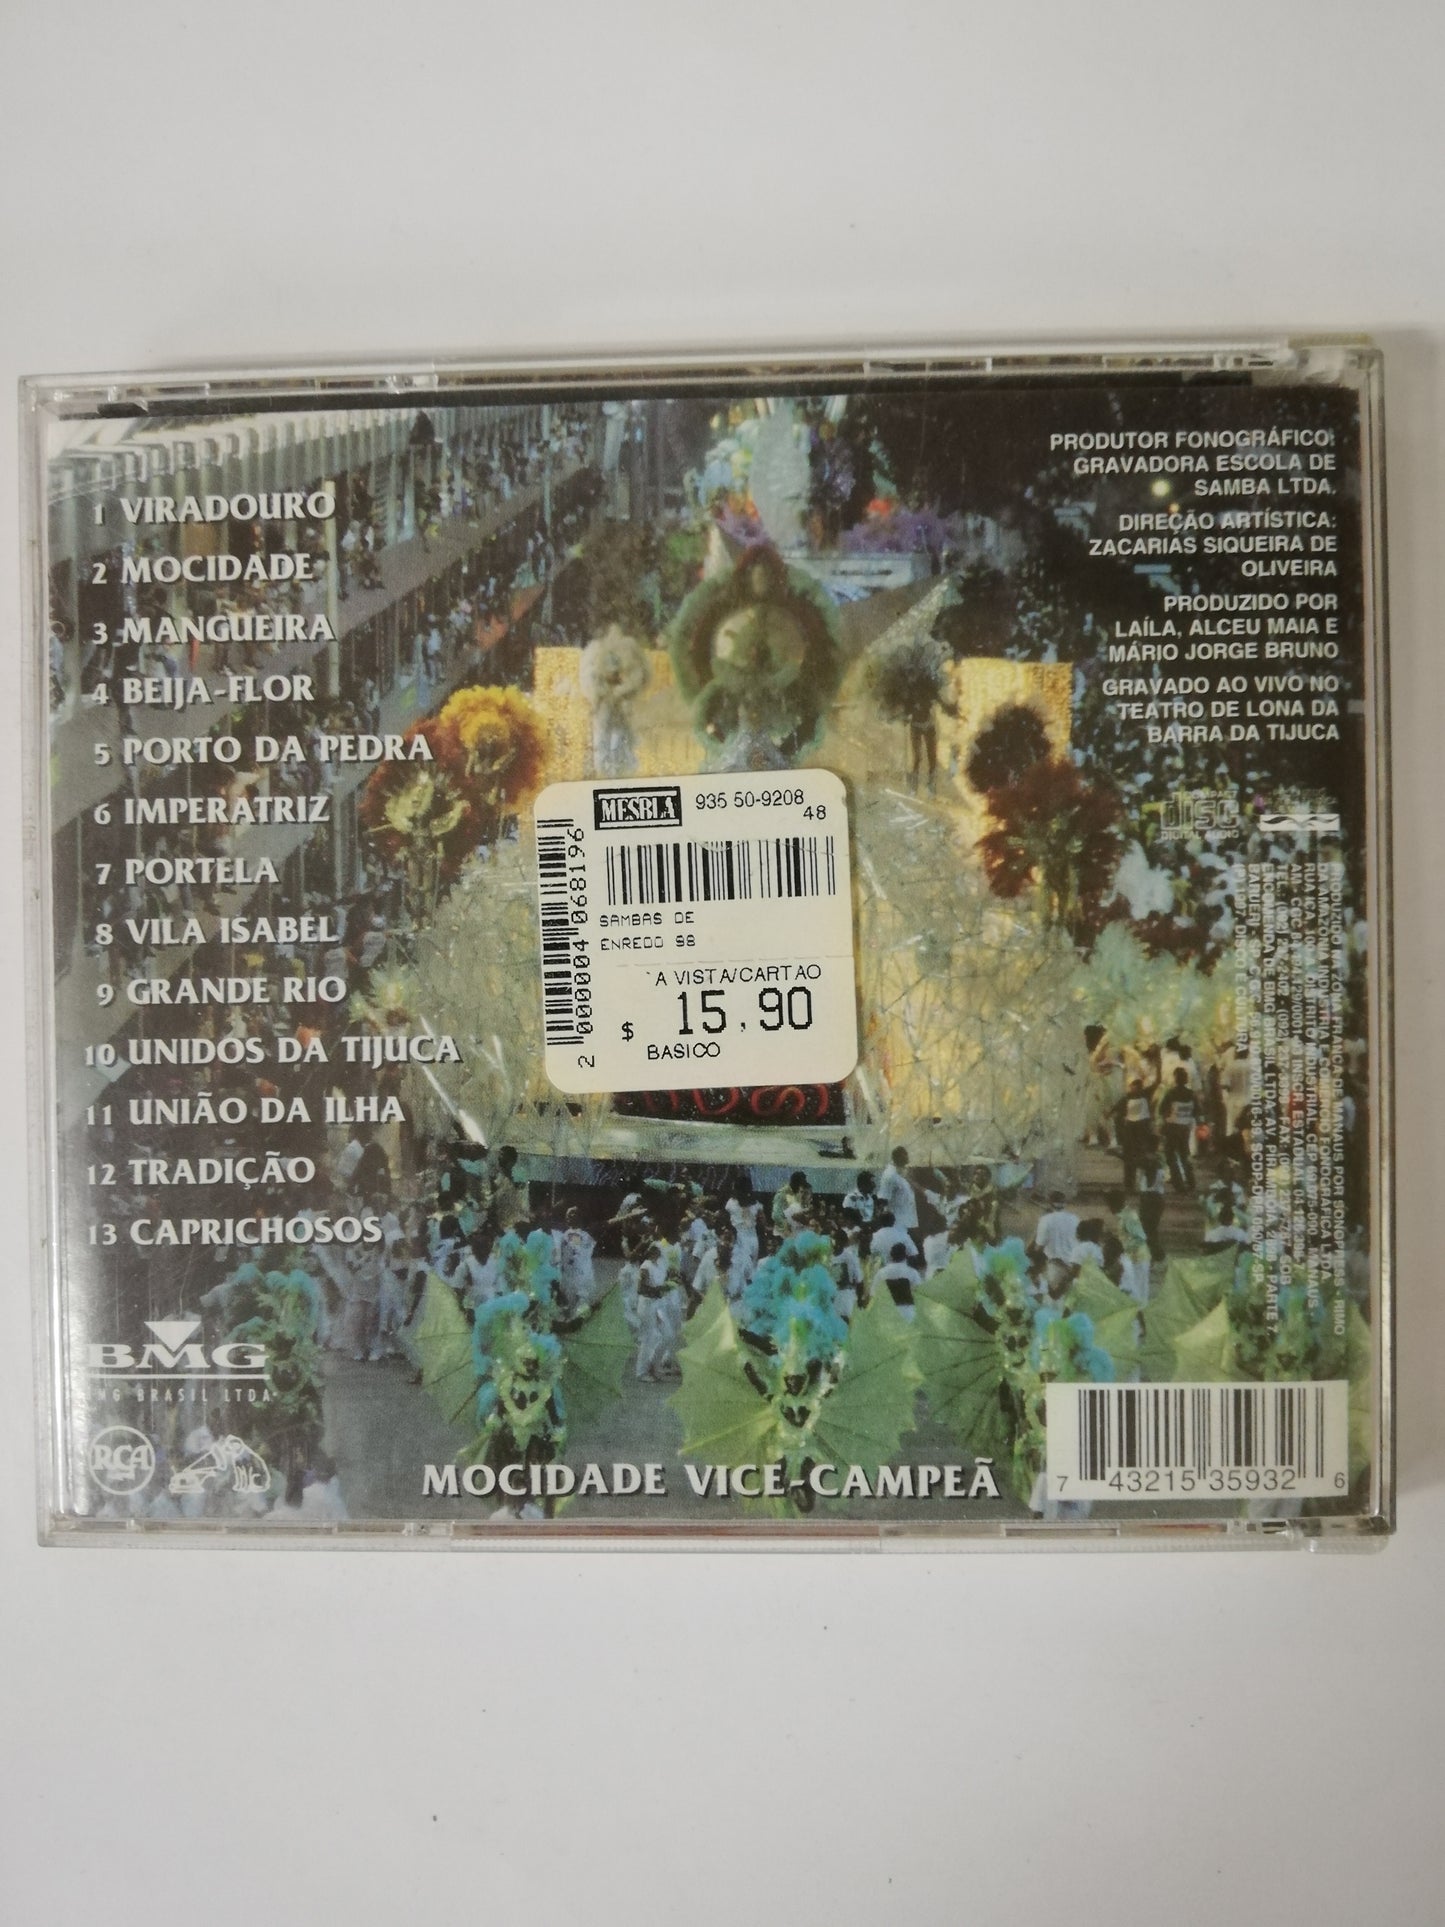 1 VIRADOURO
2 MOCIDADE
3 MANGUEIRA
4 BEIJA-FLOR
5 PORTO DA PEDRA
6 IMPERATRIZ
7 PORTELA
8 VILA ISABEL
9 GRANDE RIO
10 UNIDOS DA TIJUCA
11 UNIÃO DA ILHA
12 TRADIÇÃO
13 CAPRICHOSOS
BMG
BMG BRASIL LTDA
RCA
PRODUTOR FONOGRÁFICO:
GRAVADORA ESCOLA DE
SAMBA LTDA.
DIREÇÃO ARTÍSTICA:
ZACARIAS SIQUEIRA DE
OLIVEIRA
PRODUZIDO POR
LAÍLA, ALCEU MAIA E
MÁRIO JORGE BRUNO
GRAVADO AO VIVO NO
TEATRO DE LONA DA
BARRA DA TIJUCA
COMPACT
disc
DIGITAL AUDIO
MESBLA 935 50-9208
48
2 000004 068196
SAMBAS DE
ENREDO 98
A VISTA/CARTAO
$ 15,90
BASICO
MOCIDADE VICE-CAMPEÃ
7 43215 35932 6